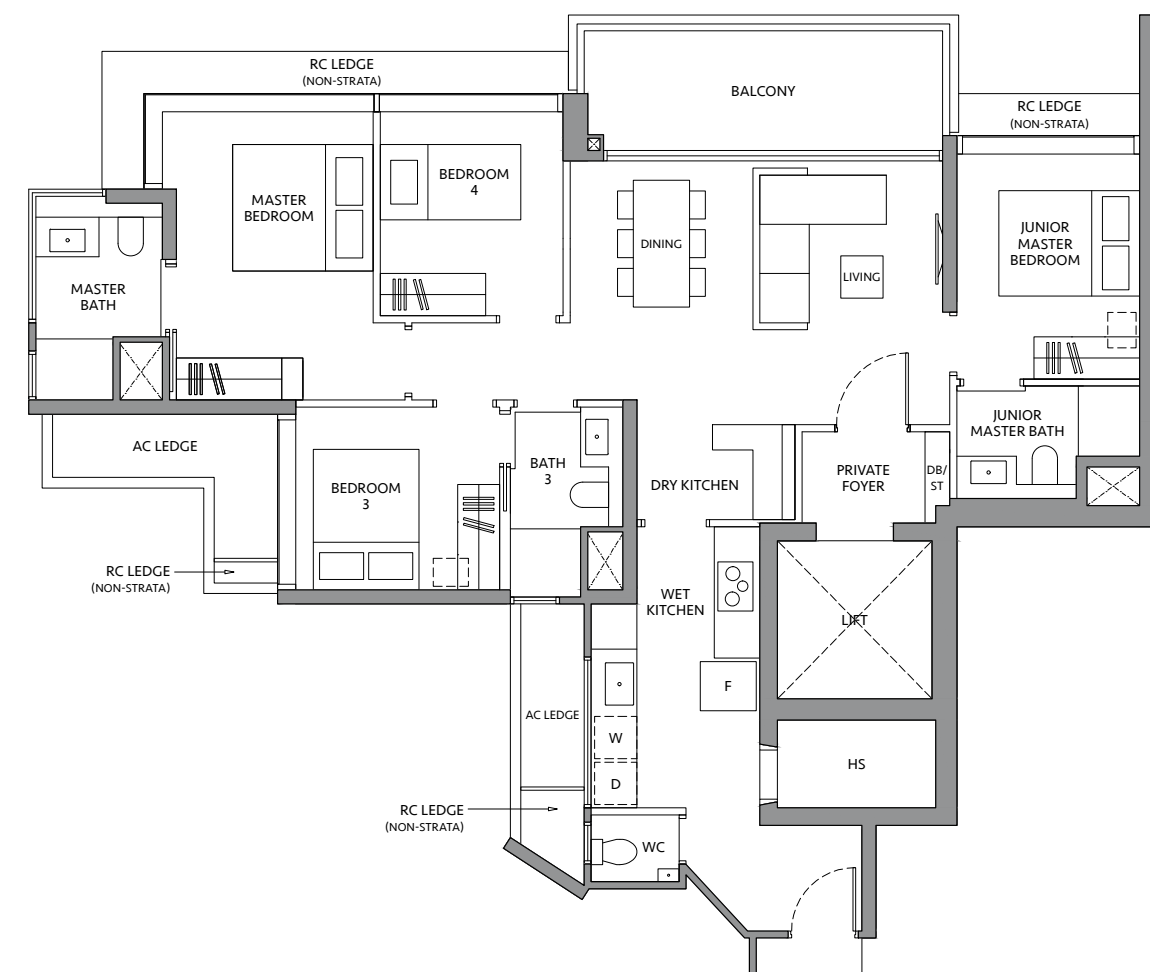 RC LEDGE
(NON-STRATA)
BALCONY
RC LEDGE
(NON-STRATA)
MASTER
BEDROOM
BEDROOM
4
DINING
LIVING
JUNIOR
MASTER
BEDROOM
MASTER
BATH
AC LEDGE
BEDROOM
3
BATH
3
DRY KITCHEN
PRIVATE
FOYER
DB/
ST
JUNIOR
MASTER BATH
RC LEDGE
(NON-STRATA)
WET
KITCHEN
LIFT
F
AC LEDGE
W
D
HS
RC LEDGE
(NON-STRATA)
WC